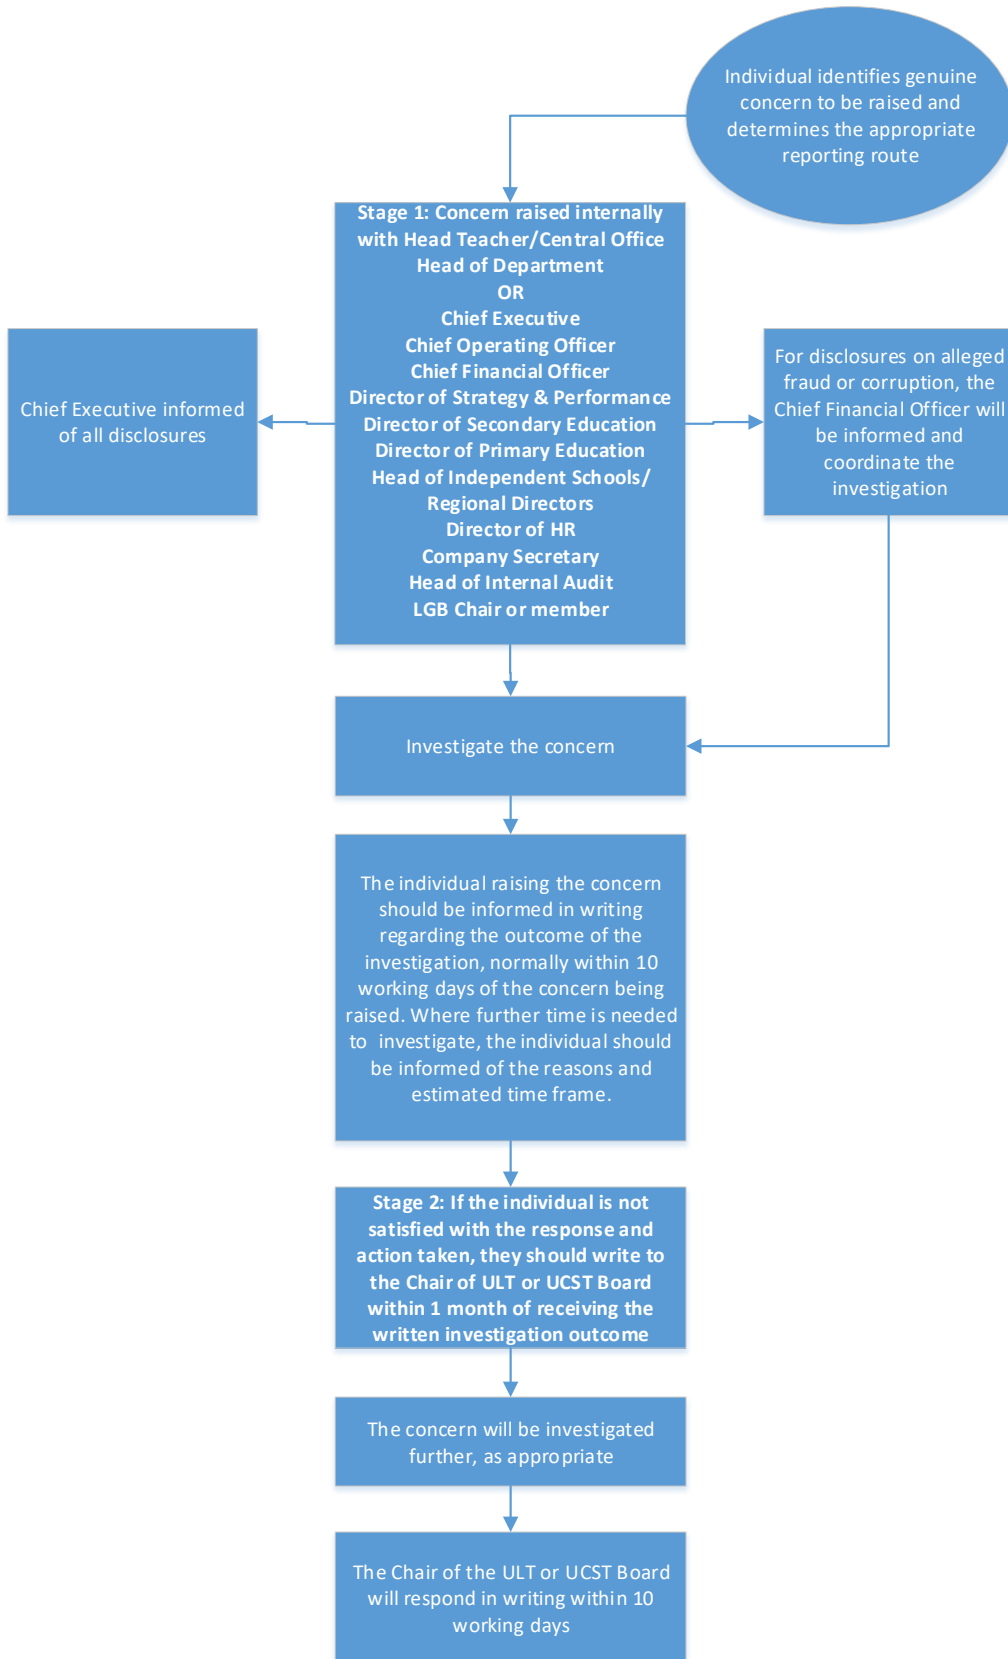 Individual identifies genuine
concern to be raised and
determines the appropriate
reporting route
Stage 1: Concern raised internally
with Head Teacher/Central Office
Head of Department
OR
Chief Executive
Chief Operating Officer
Chief Financial Officer
Director of Strategy & Performance
Director of Secondary Education
Director of Primary Education
Head of Independent Schools/
Regional Directors
Director of HR
Company Secretary
Head of Internal Audit
LGB Chair or member
Chief Executive informed
of all disclosures
For disclosures on alleged
fraud or corruption, the
Chief Financial Officer will
be informed and
coordinate the
investigation
Investigate the concern
The individual raising the concern
should be informed in writing
regarding the outcome of the
investigation, normally within 10
working days of the concern being
raised. Where further time is needed
to  investigate, the individual should
be informed of the reasons and
estimated time frame.
Stage 2: If the individual is not
satisfied with the response and
action taken, they should write to
the Chair of ULT or UCST Board
within 1 month of receiving the
written investigation outcome
The concern will be investigated
further, as appropriate
The Chair of the ULT or UCST Board
will respond in writing within 10
working days